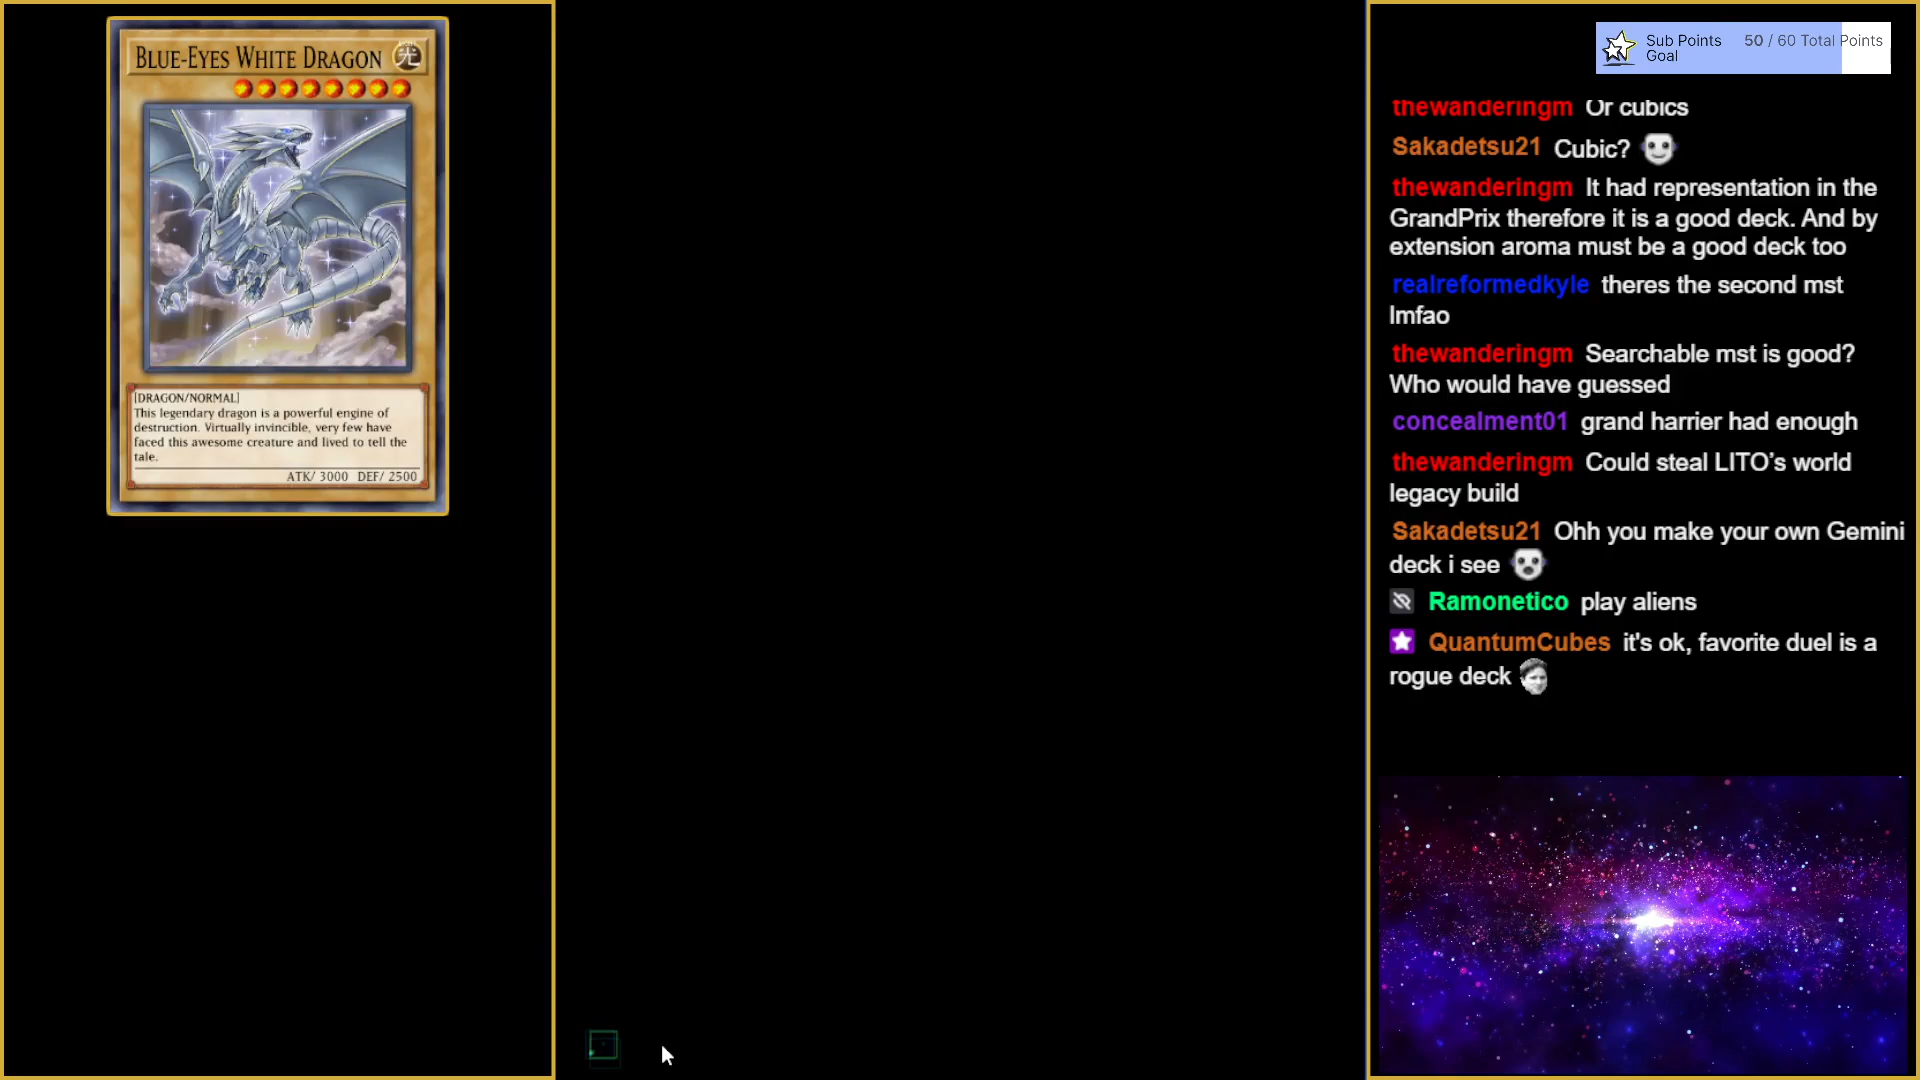 BLUE-EYES WHITE DRAGON
[DRAGON/NORMAL]
This legendary dragon is a powerful engine of
destruction. Virtually invincible, very few have
faced this awesome creature and lived to tell the
tale.
ATK/ 3000 DEF/ 2500
Sub Points 50 / 60 Total Points
Goal
thewanderingm Or cubics
Sakadetsu21 Cubic?
thewanderingm It had representation in the
GrandPrix therefore it is a good deck. And by
extension aroma must be a good deck too
realreformedkyle theres the second mst
lmfao
thewanderingm Searchable mst is good?
Who would have guessed
concealment01 grand harrier had enough
thewanderingm Could steal LITO's world
legacy build
Sakadetsu21 Ohh you make your own Gemini
deck i see
Ramonetico play aliens
QuantumCubes it's ok, favorite duel is a
rogue deck